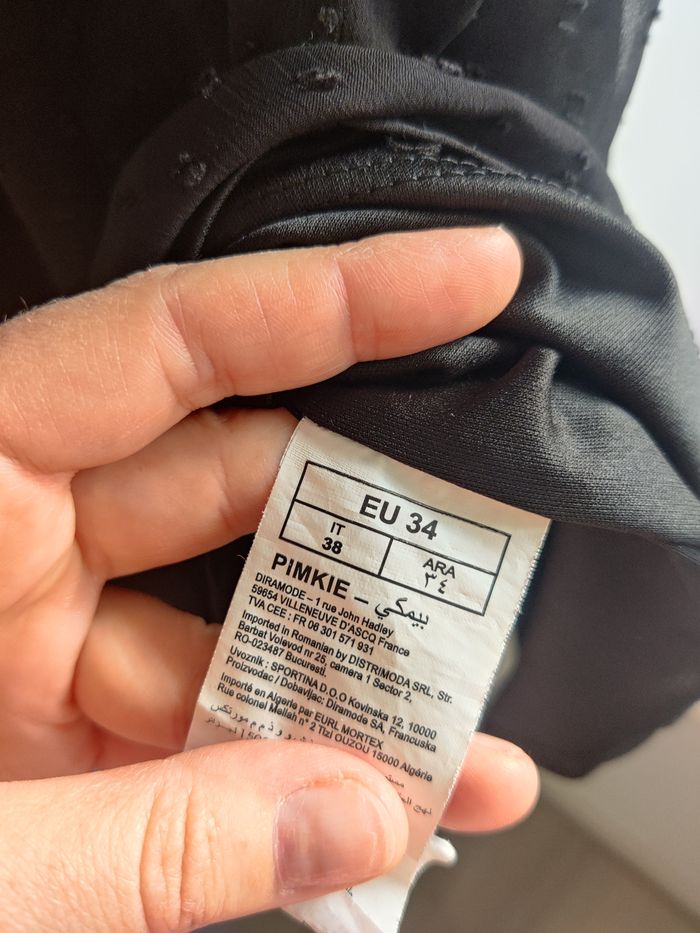 EU 34
IT
38
ARA
٣٤
PIMKIE – بيمكي
DIRAMODE – 1 rue John Hadley
59654 VILLENEUVE D'ASCQ France
TVA CEE : FR 06 301 571 931
Imported in Romanian by DISTRIMODA SRL, Str.
Barbat Voievod nr 25, camera 1 Sector 2,
RO-023487 Bucuresti.
Uvoznik : SPORTINA D.O.O Kovinska 12, 10000
Proizvodac / Dobavljac: Diramode SA, Francuska
Importé en Algerie par EURL MORTEX
Rue colonel Mellah n° 2 Tizi OUZOU 15000 Algérie